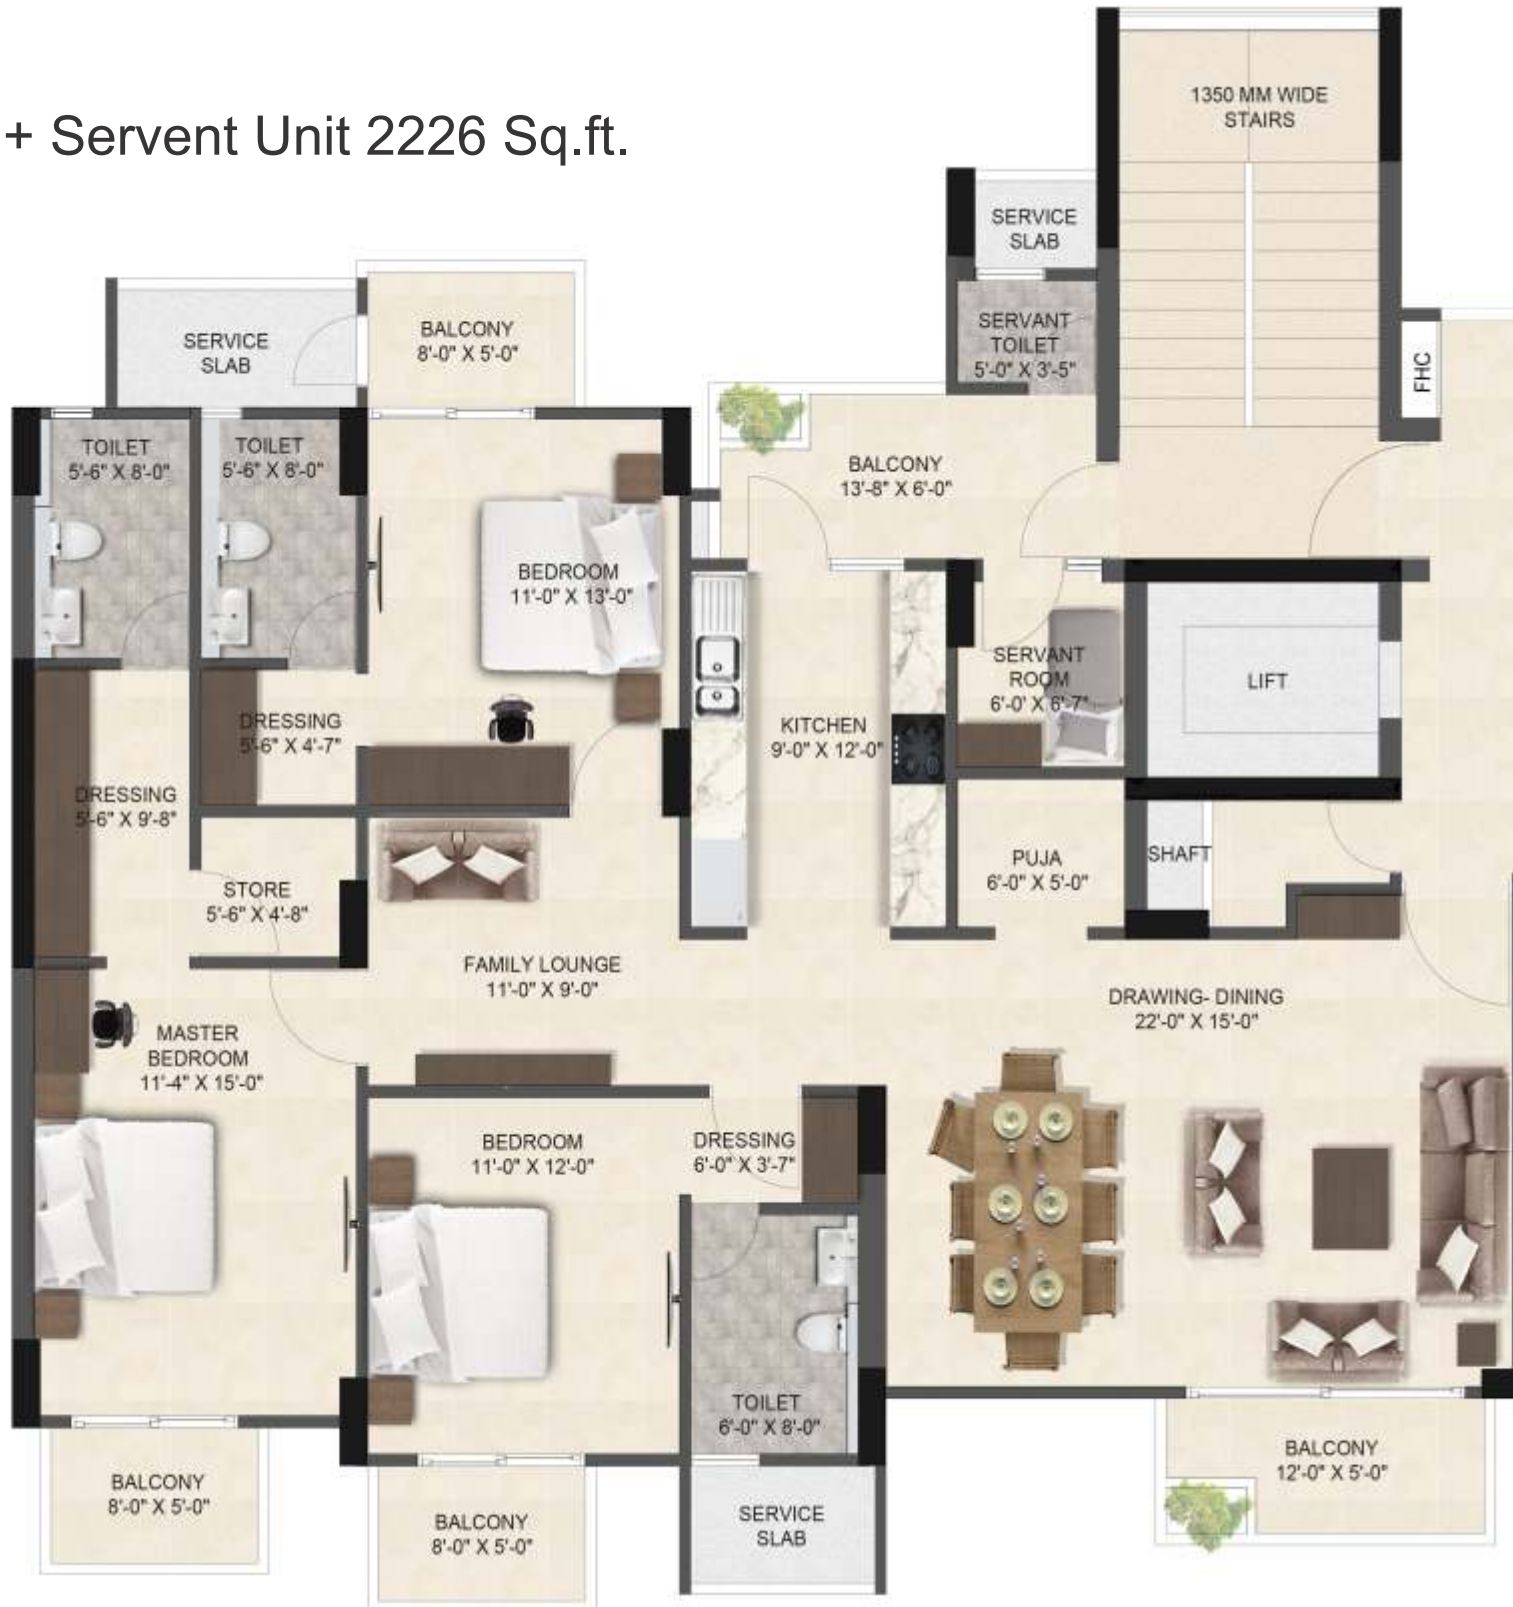 + Servent Unit 2226 Sq.ft.
1350 MM WIDE
STAIRS
SERVICE
SLAB
SERVANT
TOILET
5'-0" X 3'-5"
FHC
SERVICE
SLAB
BALCONY
8'-0" X 5'-0"
TOILET
5'-6" X 8'-0"
TOILET
5'-6" X 8'-0"
BALCONY
13'-8" X 6'-0"
BEDROOM
11'-0" X 13'-0"
SERVANT
ROOM
6'-0' X 6'-7"
LIFT
DRESSING
5'-6" X 4'-7"
KITCHEN
9'-0" X 12'-0"
DRESSING
5'-6" X 9'-8"
STORE
5'-6" X 4'-8"
PUJA
6'-0" X 5'-0"
SHAFT
FAMILY LOUNGE
11'-0" X 9'-0"
DRAWING- DINING
22'-0" X 15'-0"
MASTER
BEDROOM
11'-4" X 15'-0"
BEDROOM
11'-0" X 12'-0"
DRESSING
6'-0" X 3'-7"
TOILET
6'-0" X 8'-0"
BALCONY
8'-0" X 5'-0"
BALCONY
8'-0" X 5'-0"
SERVICE
SLAB
BALCONY
12'-0" X 5'-0"